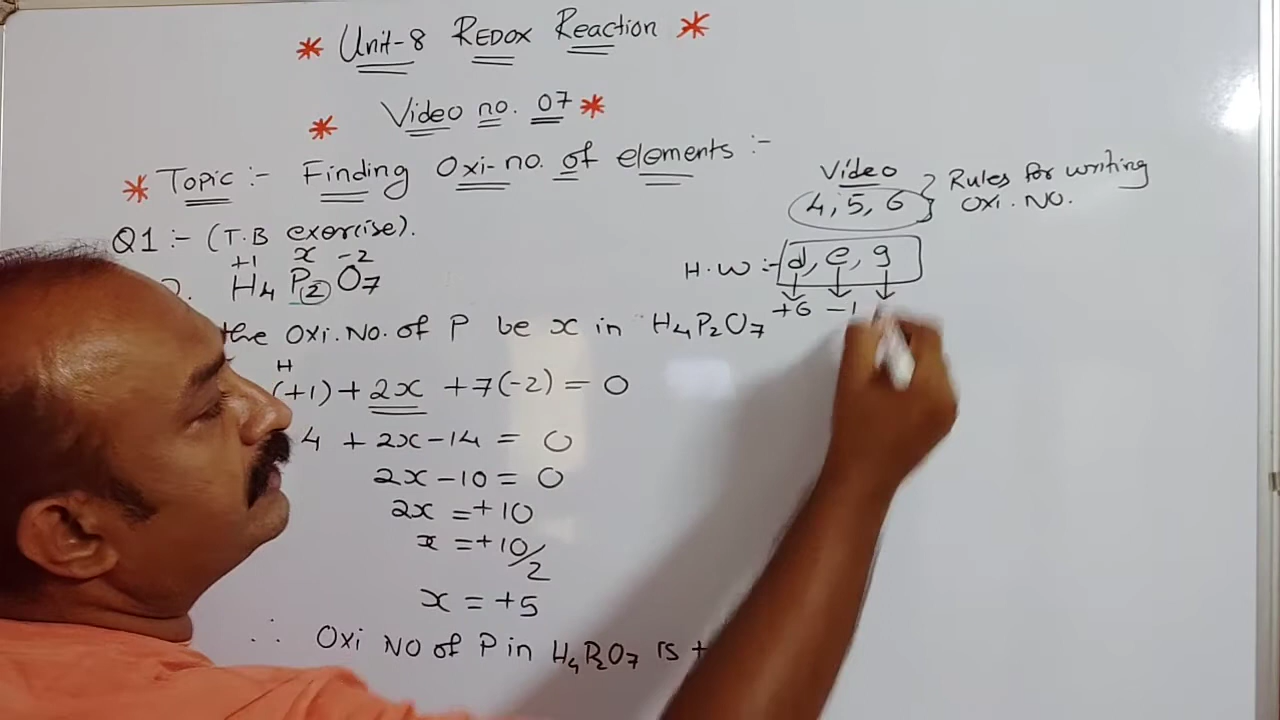 * Unit-8 REDOX Reaction *
* Video no. 07 *
* Topic :- Finding Oxi-no. of elements :-
Video
4, 5, 6 } Rules for writing
Oxi. NO.
Q1 :- (T.B exercise).
+1 x -2
H4 P2 O7
H.W :- d, e, g
+6 -1
the Oxi. No. of P be x in H4P2O7
H
(+1) + 2x + 7(-2) = 0
4 + 2x - 14 = 0
2x - 10 = 0
2x = +10
x = +10/2
x = +5
∴ Oxi NO of P in H4P2O7 is +